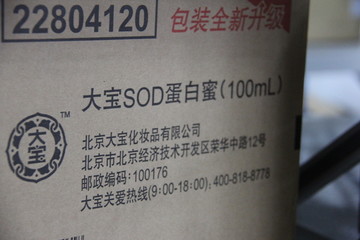 22804120
包装全新升级
大宝SOD蛋白蜜(100mL)
大宝
TM
北京大宝化妆品有限公司
北京市北京经济技术开发区荣华中路12号
邮政编码:100176
大宝关爱热线(9:00-18:00):400-818-8778